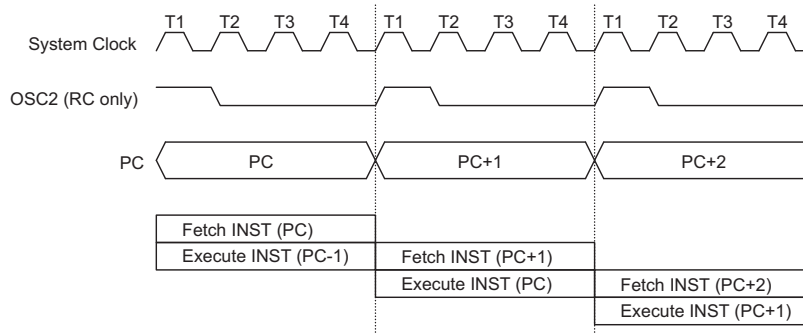 T1 T2 T3 T4 T1 T2 T3 T4 T1 T2 T3 T4
System Clock
OSC2 (RC only)
PC PC PC+1 PC+2
Fetch INST (PC)
Execute INST (PC-1) Fetch INST (PC+1)
Execute INST (PC) Fetch INST (PC+2)
Execute INST (PC+1)